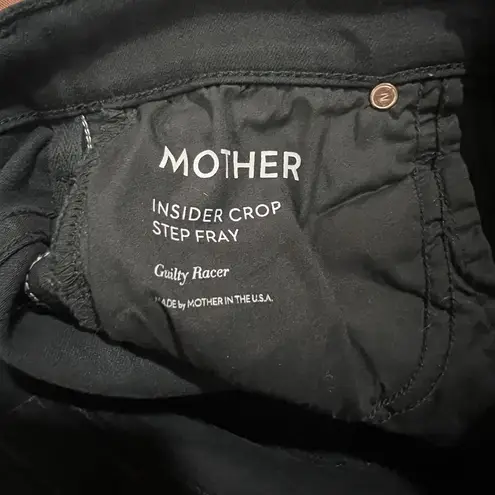 MOTHER
INSIDER CROP
STEP FRAY
Guilty Racer
MADE by MOTHER IN THE U.S.A.